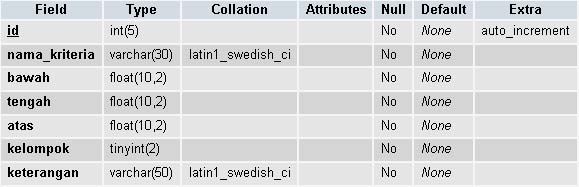 Field Type Collation Attributes Null Default Extra
id int(5) No None auto_increment
nama_kriteria varchar(30) latin1_swedish_ci No None
bawah float(10,2) No None
tengah float(10,2) No None
atas float(10,2) No None
kelompok tinyint(2) No None
keterangan varchar(50) latin1_swedish_ci No None